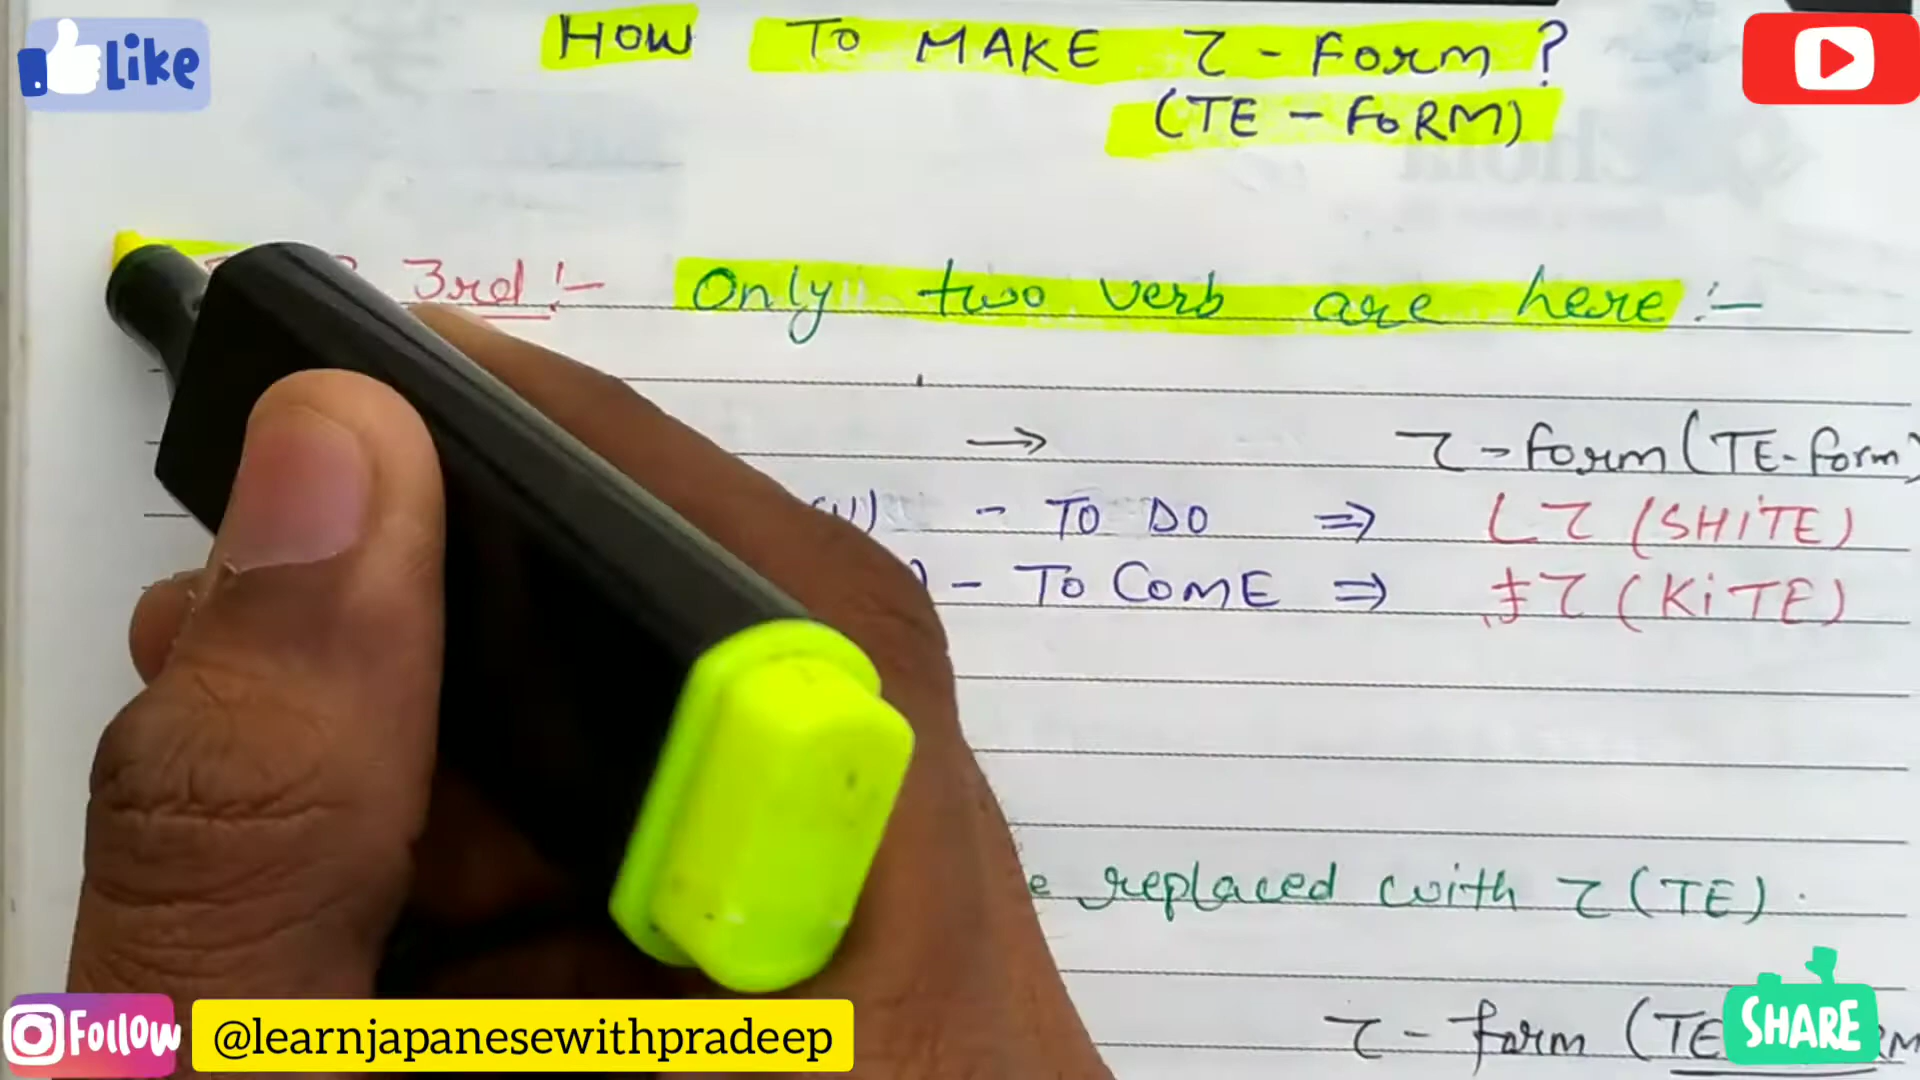 Like
HOW TO MAKE て - FORM ?
(TE - FORM)
3rd :- Only two verb are here :-
→ て - form (TE-form)
- TO DO ⇒ して (SHITE)
- TO COME ⇒ きて (KiTE)
replaced with て (TE) .
て - form (TE
Follow @learnjapanesewithpradeep
SHARE